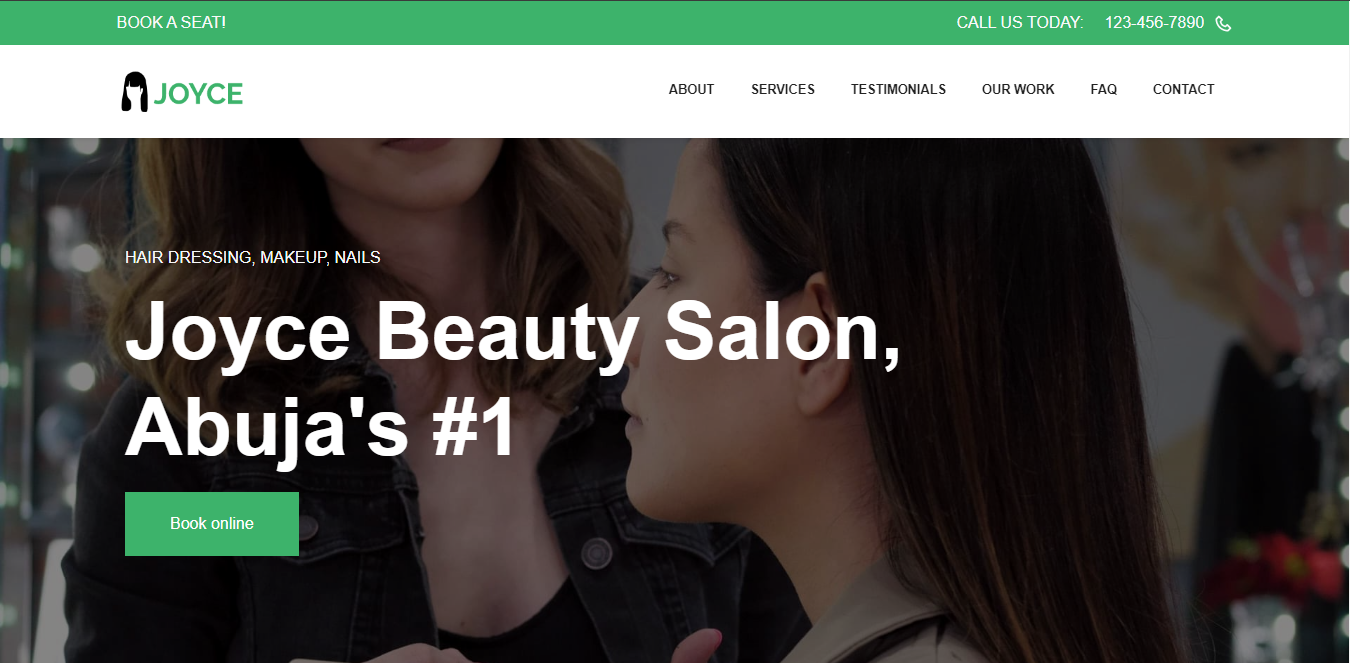 BOOK A SEAT!
CALL US TODAY: 123-456-7890
JOYCE
ABOUT SERVICES TESTIMONIALS OUR WORK FAQ CONTACT
HAIR DRESSING, MAKEUP, NAILS
Joyce Beauty Salon,
Abuja's #1
Book online